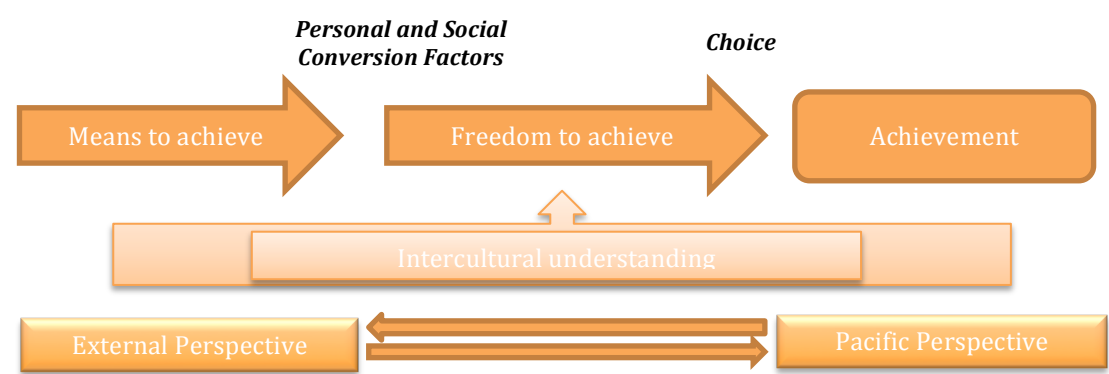 Personal and Social
Conversion Factors
Choice
Means to achieve
Freedom to achieve
Achievement
Intercultural understanding
External Perspective
Pacific Perspective